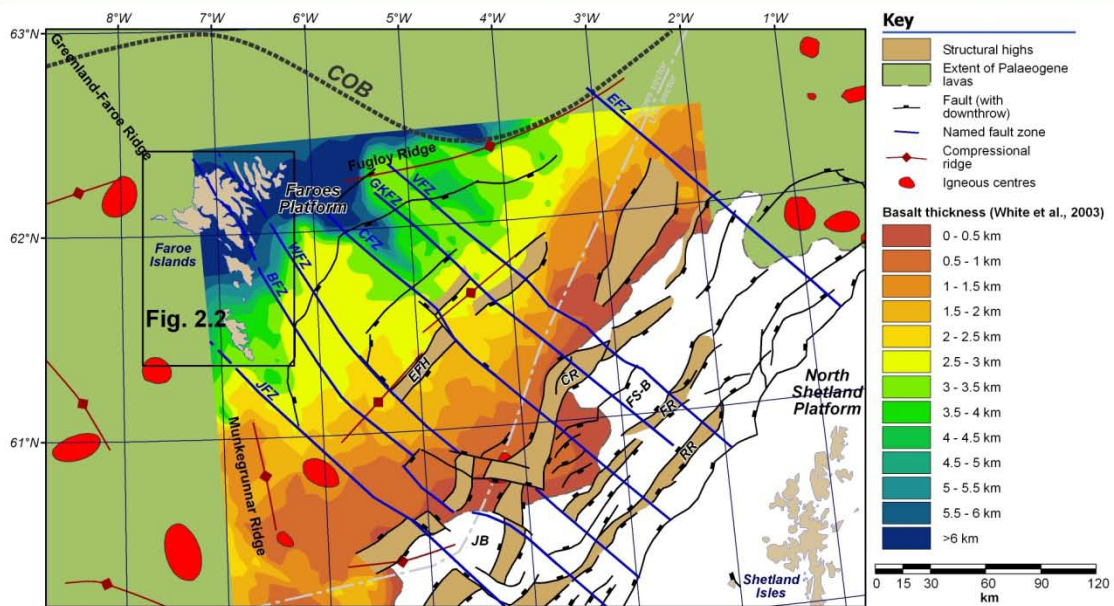 8°W
7°W
6°W
5°W
4°W
3°W
2°W
1°W
63°N
62°N
61°N
Greenland-Faroe Ridge
COB
Faroe sector
EFZ
Fugloy Ridge
VFZ
GKFZ
Faroes
Platform
CFZ
WFZ
BFZ
Faroe
Islands
Fig. 2.2
JFZ
EFH
CR
FS-B
FR
RR
North
Shetland
Platform
Munkegrunnar Ridge
JB
Shetland
Isles
Key
Structural highs
Extent of Palaeogene
lavas
Fault (with
downthrow)
Named fault zone
Compressional
ridge
Igneous centres
Basalt thickness (White et al., 2003)
0 - 0.5 km
0.5 - 1 km
1 - 1.5 km
1.5 - 2 km
2 - 2.5 km
2.5 - 3 km
3 - 3.5 km
3.5 - 4 km
4 - 4.5 km
4.5 - 5 km
5 - 5.5 km
5.5 - 6 km
>6 km
0 15 30 60 90 120
km